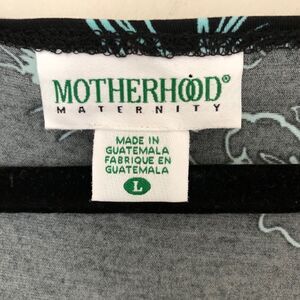 MOTHERHOOD®
MATERNITY
MADE IN
GUATEMALA
FABRIQUE EN
GUATEMALA
L